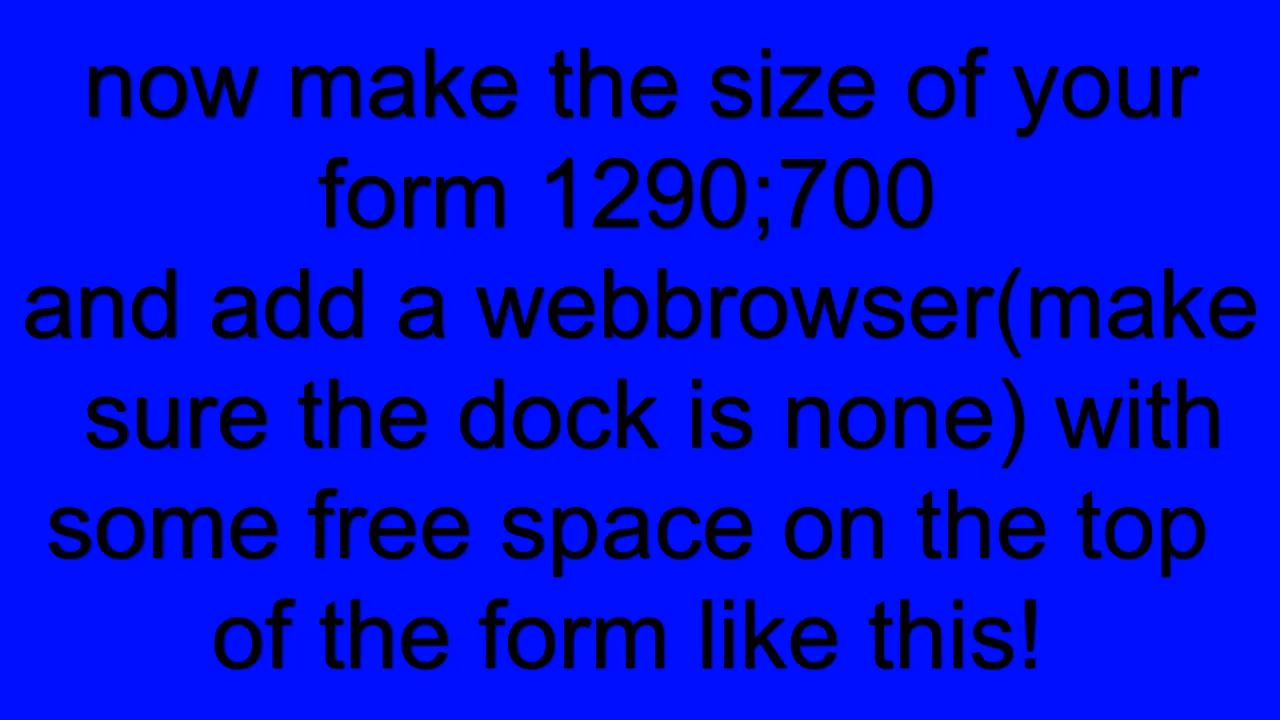 now make the size of your
form 1290;700
and add a webbrowser(make
sure the dock is none) with
some free space on the top
of the form like this!